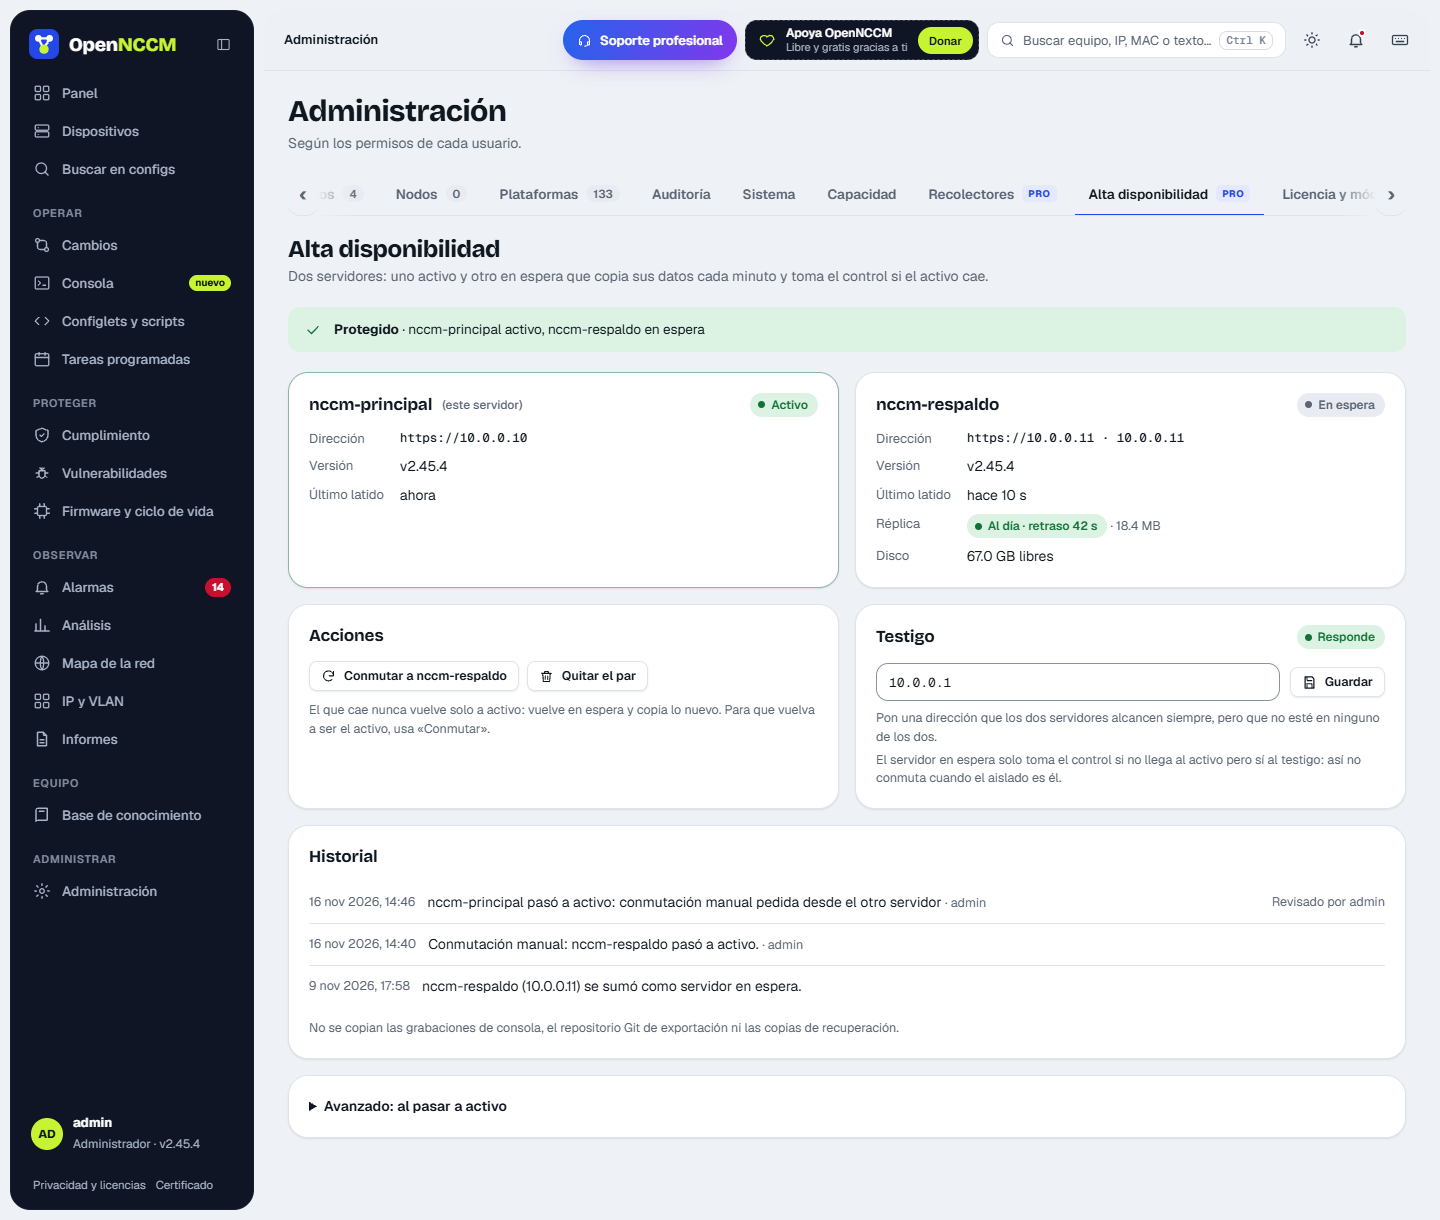 OpenNCCM
Panel
Dispositivos
Buscar en configs
OPERAR
Cambios
Consola nuevo
Configlets y scripts
Tareas programadas
PROTEGER
Cumplimiento
Vulnerabilidades
Firmware y ciclo de vida
OBSERVAR
Alarmas 14
Análisis
Mapa de la red
IP y VLAN
Informes
EQUIPO
Base de conocimiento
ADMINISTRAR
Administración
AD admin
Administrador · v2.45.4
Privacidad y licencias Certificado
Administración
Soporte profesional
Apoya OpenNCCM
Libre y gratis gracias a ti
Donar
Buscar equipo, IP, MAC o texto... Ctrl K
Administración
Según los permisos de cada usuario.
os 4 Nodos 0 Plataformas 133 Auditoría Sistema Capacidad Recolectores PRO Alta disponibilidad PRO Licencia y mó
Alta disponibilidad
Dos servidores: uno activo y otro en espera que copia sus datos cada minuto y toma el control si el activo cae.
Protegido · nccm-principal activo, nccm-respaldo en espera
nccm-principal (este servidor) Activo
Dirección https://10.0.0.10
Versión v2.45.4
Último latido ahora
nccm-respaldo En espera
Dirección https://10.0.0.11 · 10.0.0.11
Versión v2.45.4
Último latido hace 10 s
Réplica Al día · retraso 42 s · 18.4 MB
Disco 67.0 GB libres
Acciones
Conmutar a nccm-respaldo Quitar el par
El que cae nunca vuelve solo a activo: vuelve en espera y copia lo nuevo. Para que vuelva
a ser el activo, usa «Conmutar».
Testigo Responde
10.0.0.1 Guardar
Pon una dirección que los dos servidores alcancen siempre, pero que no esté en ninguno
de los dos.
El servidor en espera solo toma el control si no llega al activo pero sí al testigo: así no
conmuta cuando el aislado es él.
Historial
16 nov 2026, 14:46 nccm-principal pasó a activo: conmutación manual pedida desde el otro servidor · admin Revisado por admin
16 nov 2026, 14:40 Conmutación manual: nccm-respaldo pasó a activo. · admin
9 nov 2026, 17:58 nccm-respaldo (10.0.0.11) se sumó como servidor en espera.
No se copian las grabaciones de consola, el repositorio Git de exportación ni las copias de recuperación.
Avanzado: al pasar a activo